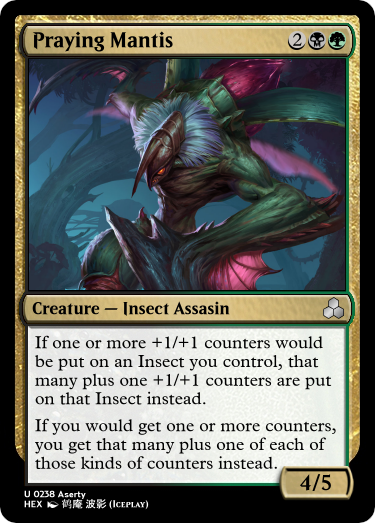 Praying Mantis 2
Creature — Insect Assasin
If one or more +1/+1 counters would
be put on an Insect you control, that
many plus one +1/+1 counters are put
on that Insect instead.
If you would get one or more counters,
you get that many plus one of each of
those kinds of counters instead.
4/5
U 0238 Aserty
HEX 鹤庵 波影 (Iceplay)